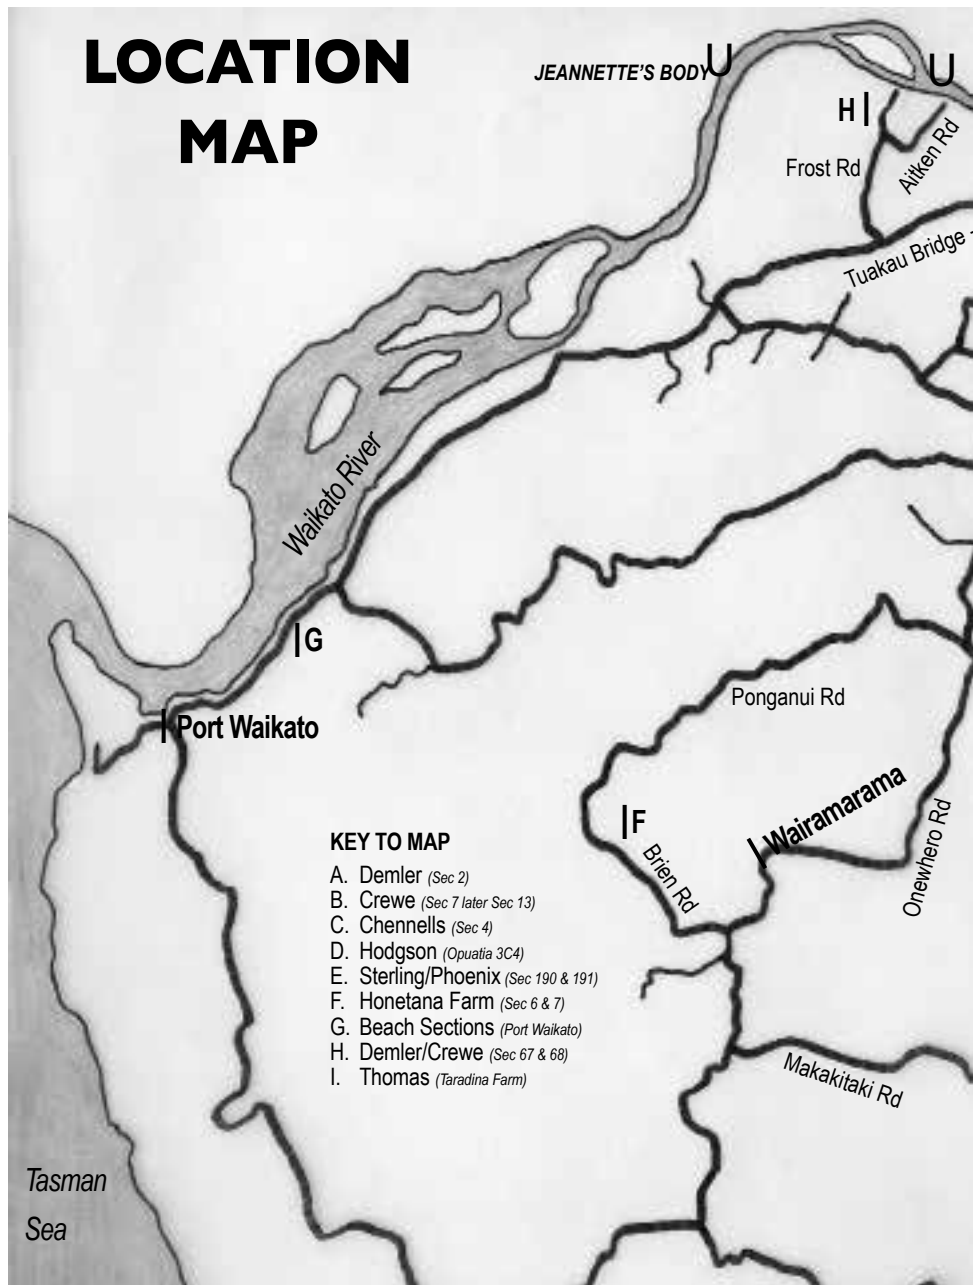 LOCATION
MAP
JEANNETTE'S BODY
U
U
H
Frost Rd
Aitken Rd
Tuakau Bridge -
Waikato River
G
Port Waikato
Ponganui Rd
F
Wairamarama
Brien Rd
Onewhero Rd
KEY TO MAP
A. Demler (Sec 2)
B. Crewe (Sec 7 later Sec 13)
C. Chennells (Sec 4)
D. Hodgson (Opuatia 3C4)
E. Sterling/Phoenix (Sec 190 & 191)
F. Honetana Farm (Sec 6 & 7)
G. Beach Sections (Port Waikato)
H. Demler/Crewe (Sec 67 & 68)
I. Thomas (Taradina Farm)
Makakitaki Rd
Tasman
Sea